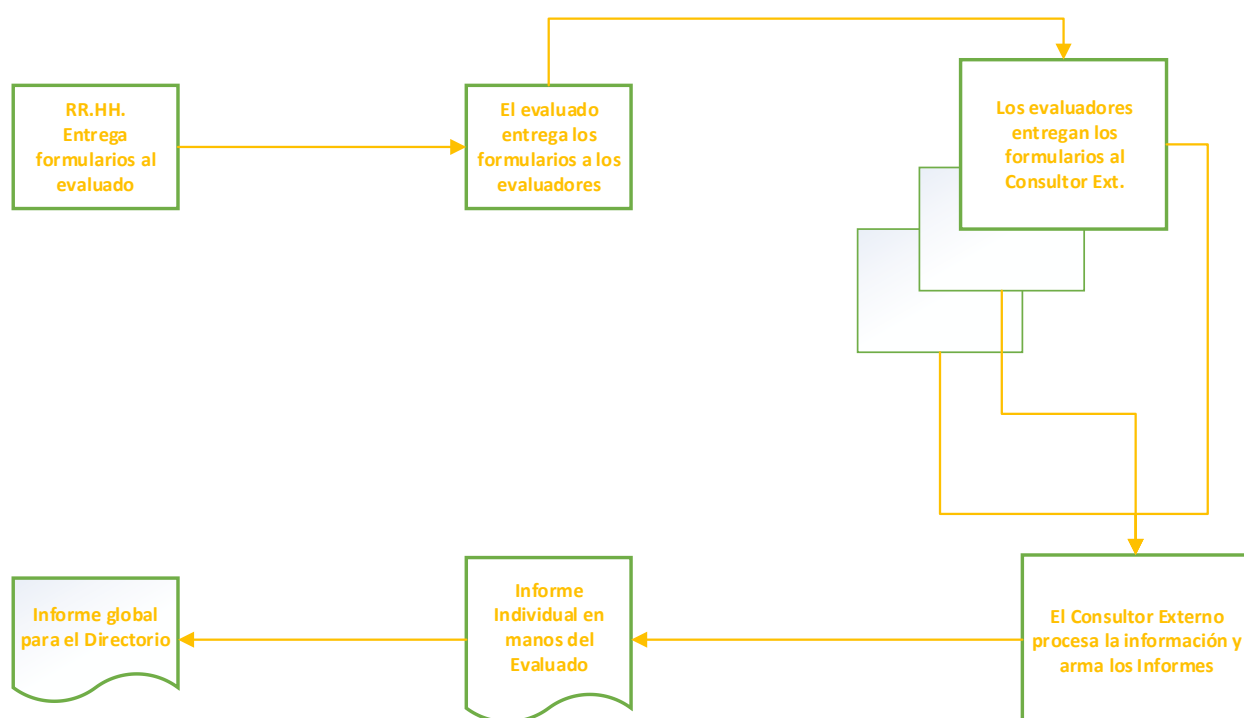 RR.HH.
Entrega
formularios al
evaluado
El evaluado
entrega los
formularios a los
evaluadores
Los evaluadores
entregan los
formularios al
Consultor Ext.
Informe global
para el Directorio
Informe
Individual en
manos del
Evaluado
El Consultor Externo
procesa la información y
arma los Informes